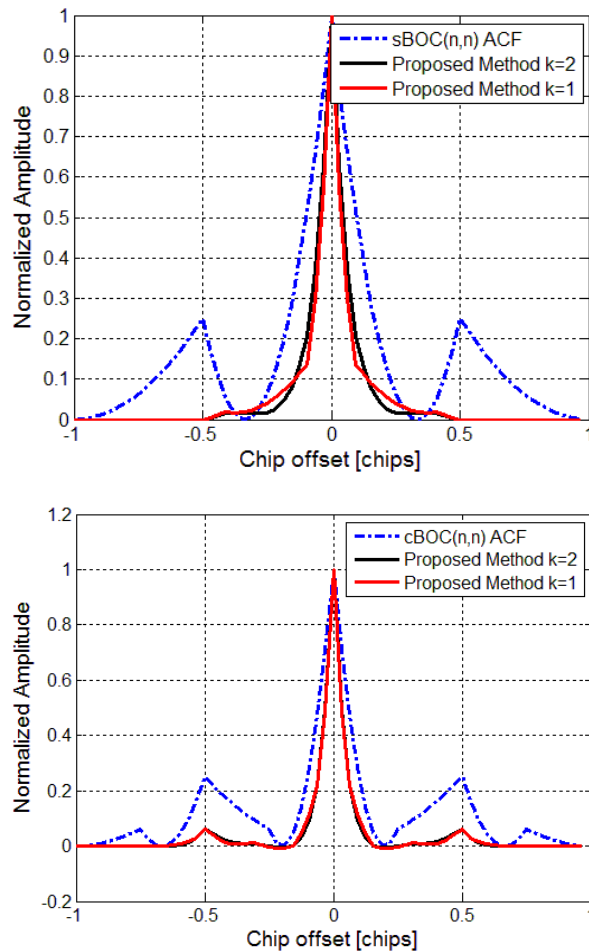 1
0.9
0.8
0.7
0.6
0.5
0.4
0.3
0.2
0.1
0
-1
-0.5
0
0.5
1
Normalized Amplitude
Chip offset [chips]
sBOC(n,n) ACF
Proposed Method k=2
Proposed Method k=1
1.2
1
0.8
0.6
0.4
0.2
0
-0.2
-1
-0.5
0
0.5
1
Normalized Amplitude
Chip offset [chips]
cBOC(n,n) ACF
Proposed Method k=2
Proposed Method k=1